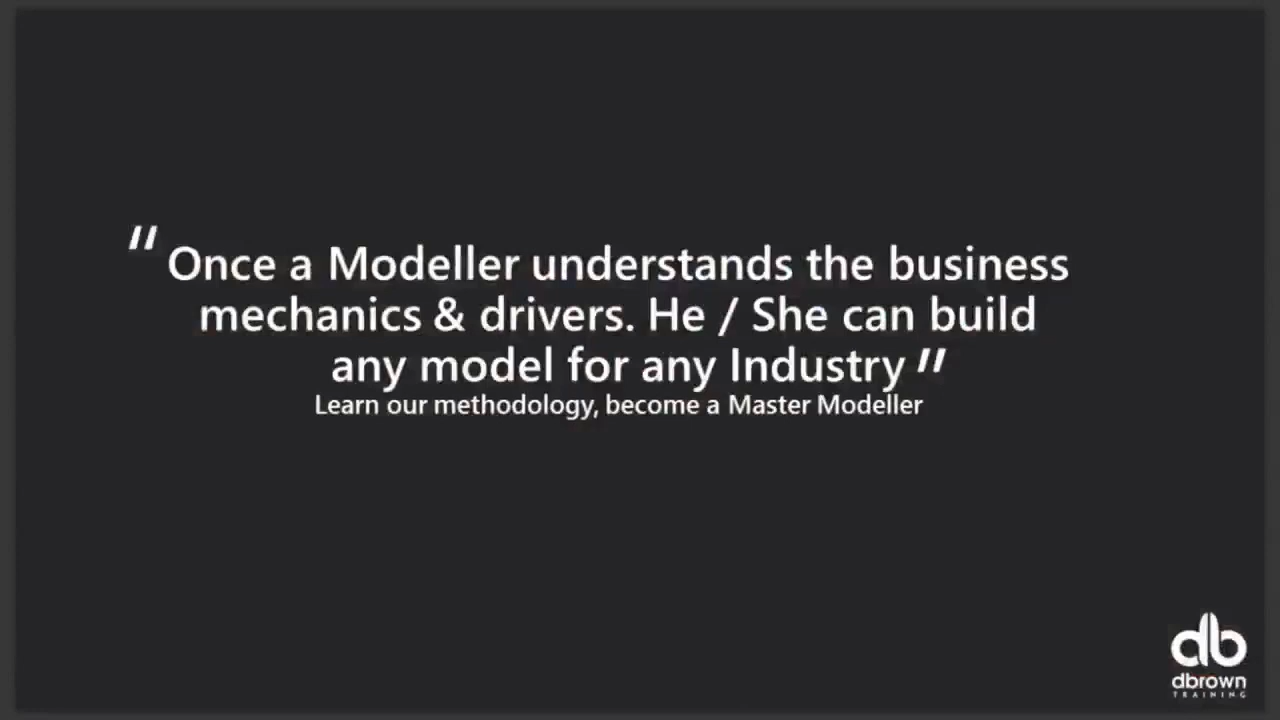 " Once a Modeller understands the business
mechanics & drivers. He / She can build
any model for any Industry "
Learn our methodology, become a Master Modeller
db
dbrown
TRAINING